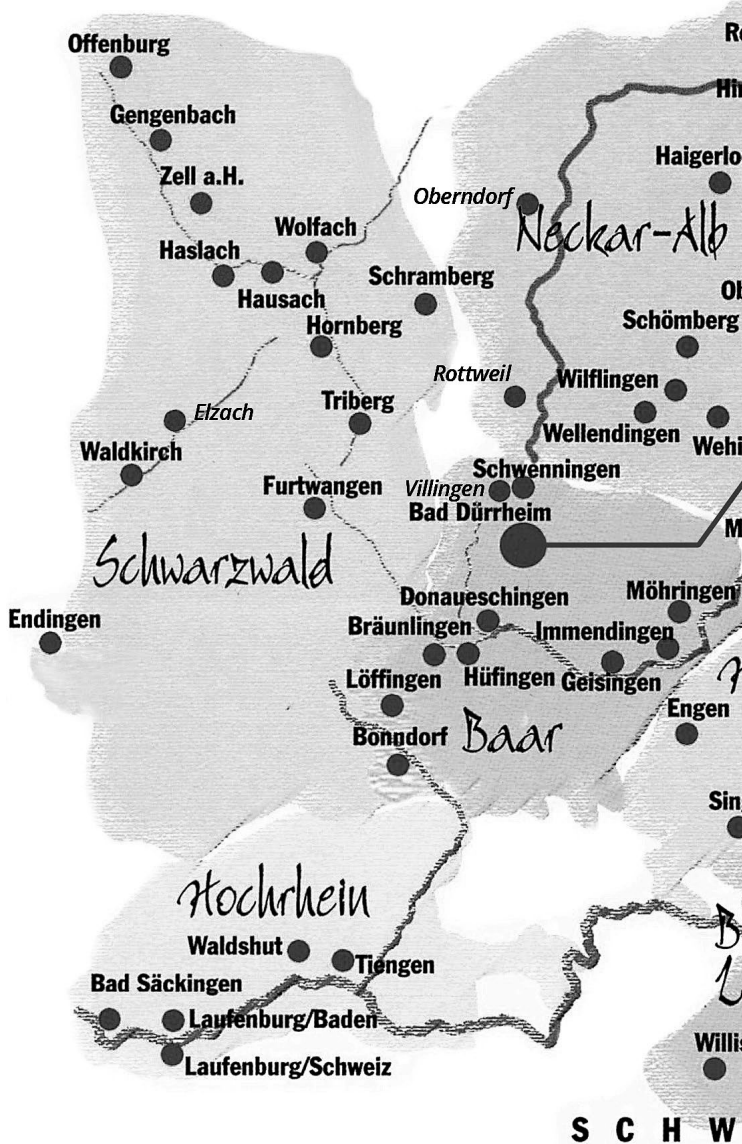 Offenburg
Gengenbach
Zell a.H.
Haslach
Wolfach
Hausach
Schramberg
Hornberg
Oberndorf
Neckar-Alb
Schömberg
Rottweil
Wilflingen
Wellendingen
Elzach
Triberg
Waldkirch
Furtwangen
Schwenningen
Villingen
Bad Dürrheim
Schwarzwald
Endingen
Donaueschingen
Möhringen
Bräunlingen
Immendingen
Löffingen
Hüfingen
Geisingen
Engen
Bonndorf
Baar
Hochrhein
Waldshut
Tiengen
Bad Säckingen
Laufenburg/Baden
Laufenburg/Schweiz
S C H W